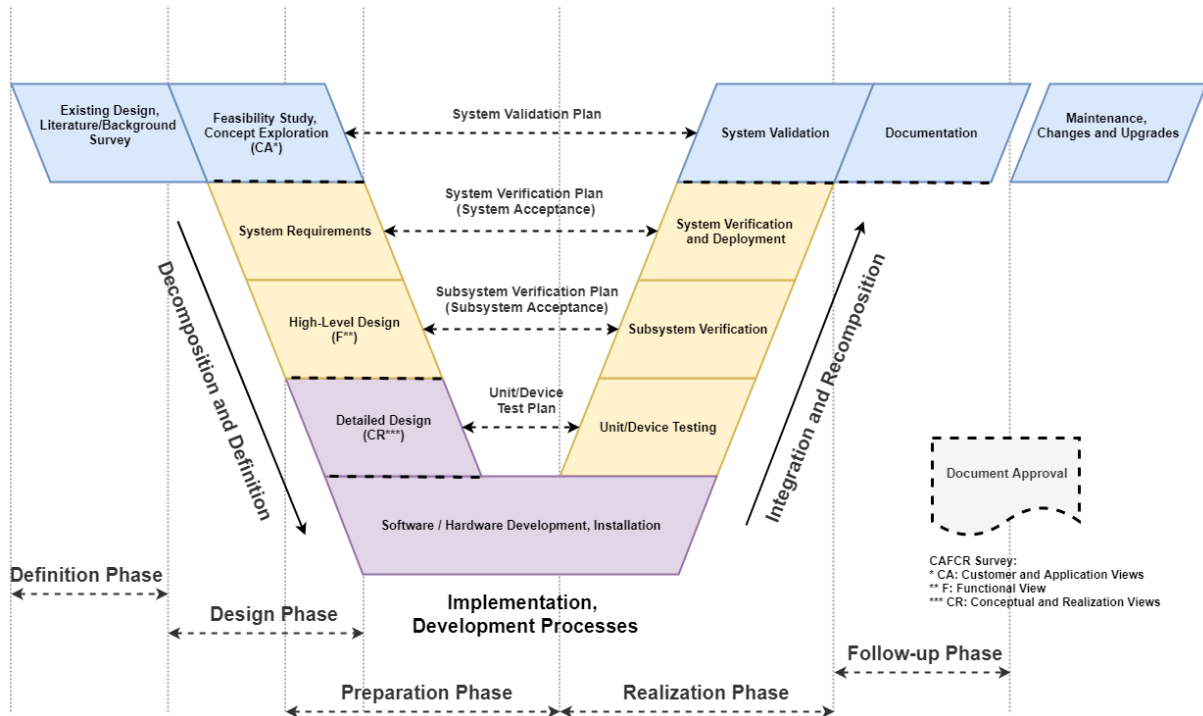 Existing Design,
Literature/Background
Survey
Feasibility Study,
Concept Exploration
(CA*)
System Validation Plan
System Validation
Documentation
Maintenance,
Changes and Upgrades
System Requirements
System Verification Plan
(System Acceptance)
System Verification
and Deployment
High-Level Design
(F**)
Subsystem Verification Plan
(Subsystem Acceptance)
Subsystem Verification
Detailed Design
(CR***)
Unit/Device
Test Plan
Unit/Device Testing
Software / Hardware Development, Installation
Decomposition and Definition
Integration and Recomposition
Document Approval
CAFCR Survey:
* CA: Customer and Application Views
** F: Functional View
*** CR: Conceptual and Realization Views
Definition Phase
Design Phase
Implementation,
Development Processes
Follow-up Phase
Preparation Phase
Realization Phase